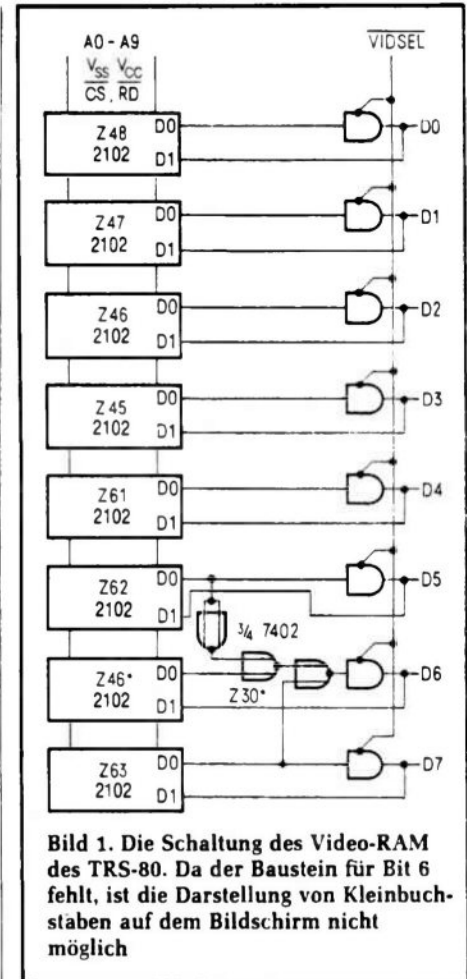 A0 - A9
VSS VCC
CS , RD
VIDSEL
Z48 D0
2102 D1
D0
Z47 D0
2102 D1
D1
Z46 D0
2102 D1
D2
Z45 D0
2102 D1
D3
Z61 D0
2102 D1
D4
Z62 D0
2102 D1
D5
¾ 7402
Z46* D0
2102 D1
Z30*
D6
Z63 D0
2102 D1
D7
Bild 1. Die Schaltung des Video-RAM
des TRS-80. Da der Baustein für Bit 6
fehlt, ist die Darstellung von Kleinbuch-
staben auf dem Bildschirm nicht
möglich